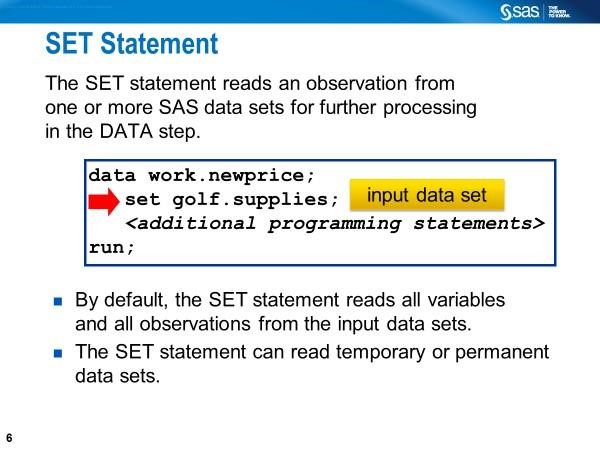 sas
THE
POWER
TO KNOW.
SET Statement
The SET statement reads an observation from
one or more SAS data sets for further processing
in the DATA step.
data work.newprice;
set golf.supplies; input data set
<additional programming statements>
run;
By default, the SET statement reads all variables
and all observations from the input data sets.
The SET statement can read temporary or permanent
data sets.
6